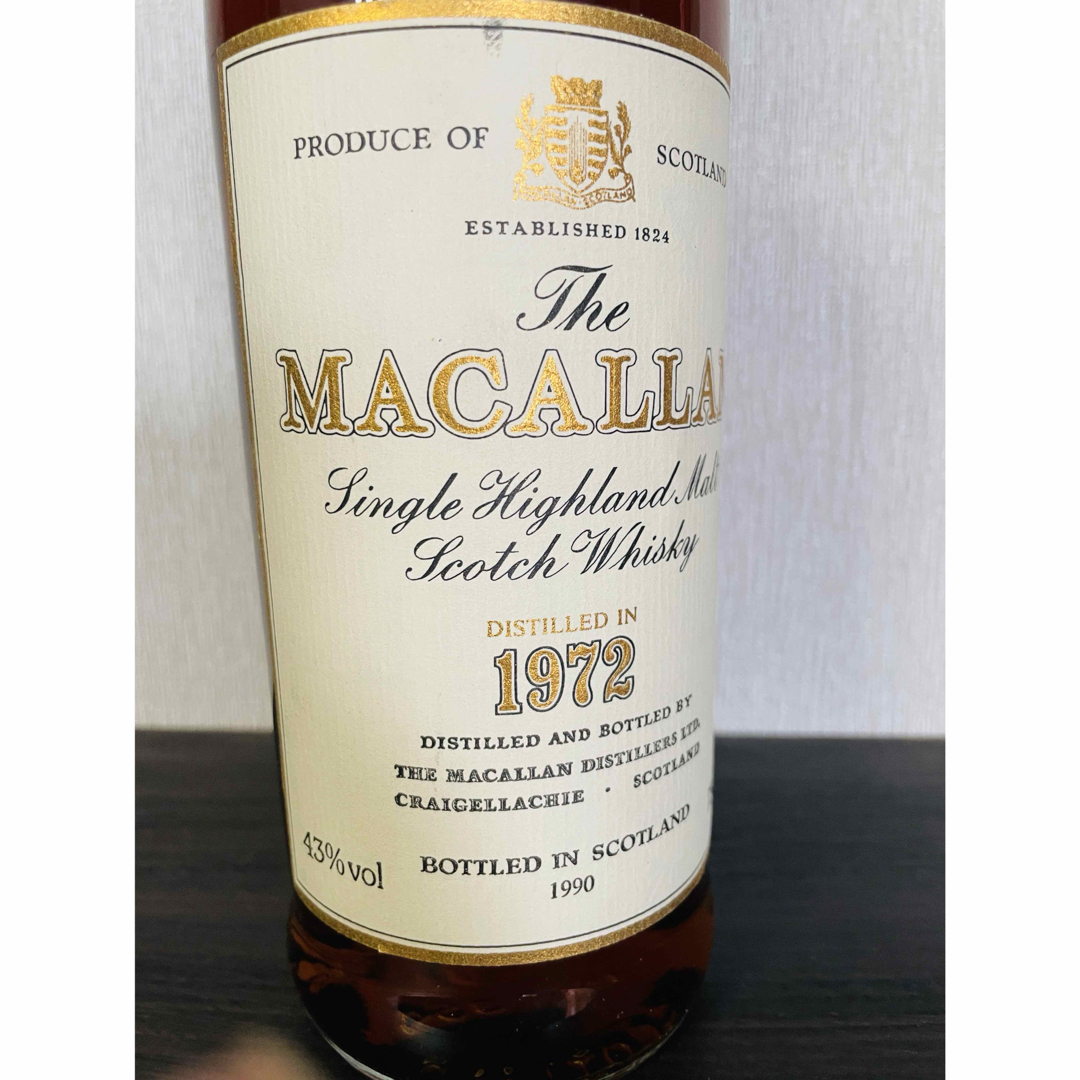 PRODUCE OF SCOTLAND
ESTABLISHED 1824
The
MACALLA
Single Highland Malt
Scotch Whisky
DISTILLED IN
1972
DISTILLED AND BOTTLED BY
THE MACALLAN DISTILLERS LTD.
CRAIGELLACHIE · SCOTLAND
43% vol
BOTTLED IN SCOTLAND
1990